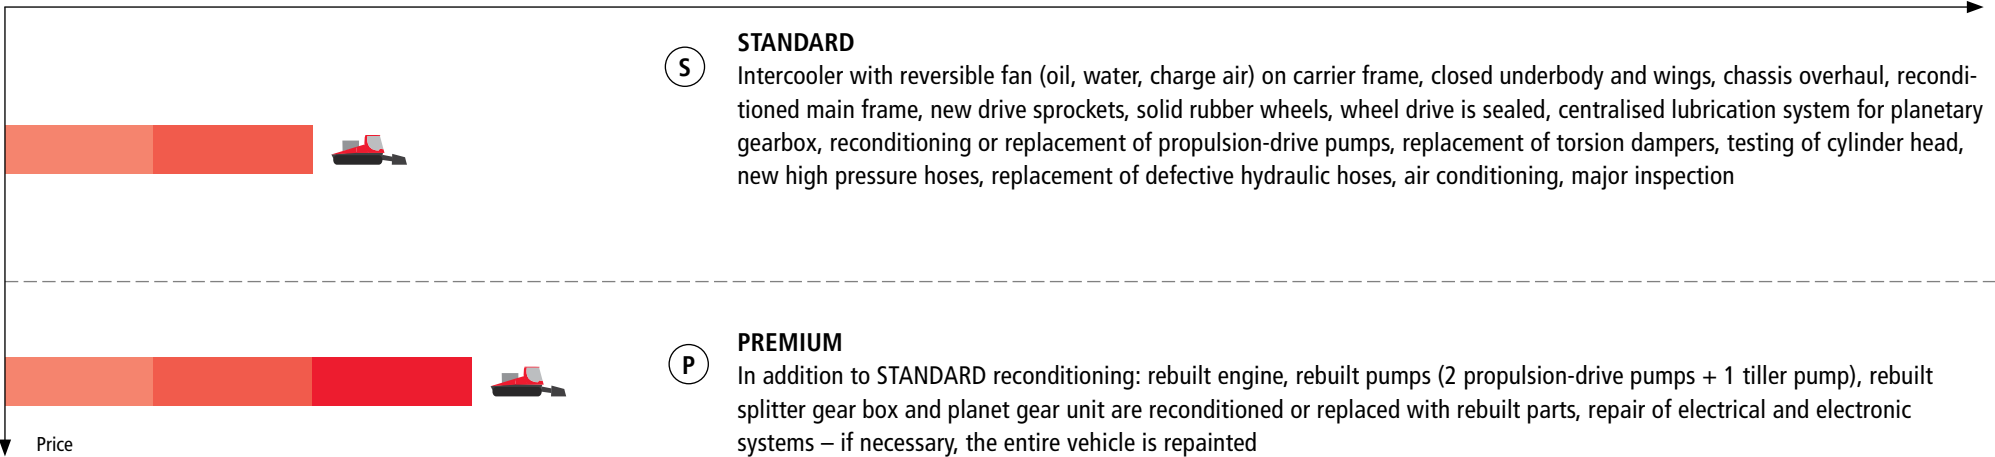 S
STANDARD
Intercooler with reversible fan (oil, water, charge air) on carrier frame, closed underbody and wings, chassis overhaul, recondi-
tioned main frame, new drive sprockets, solid rubber wheels, wheel drive is sealed, centralised lubrication system for planetary
gearbox, reconditioning or replacement of propulsion-drive pumps, replacement of torsion dampers, testing of cylinder head,
new high pressure hoses, replacement of defective hydraulic hoses, air conditioning, major inspection
P
PREMIUM
In addition to STANDARD reconditioning: rebuilt engine, rebuilt pumps (2 propulsion-drive pumps + 1 tiller pump), rebuilt
splitter gear box and planet gear unit are reconditioned or replaced with rebuilt parts, repair of electrical and electronic
systems – if necessary, the entire vehicle is repainted
Price